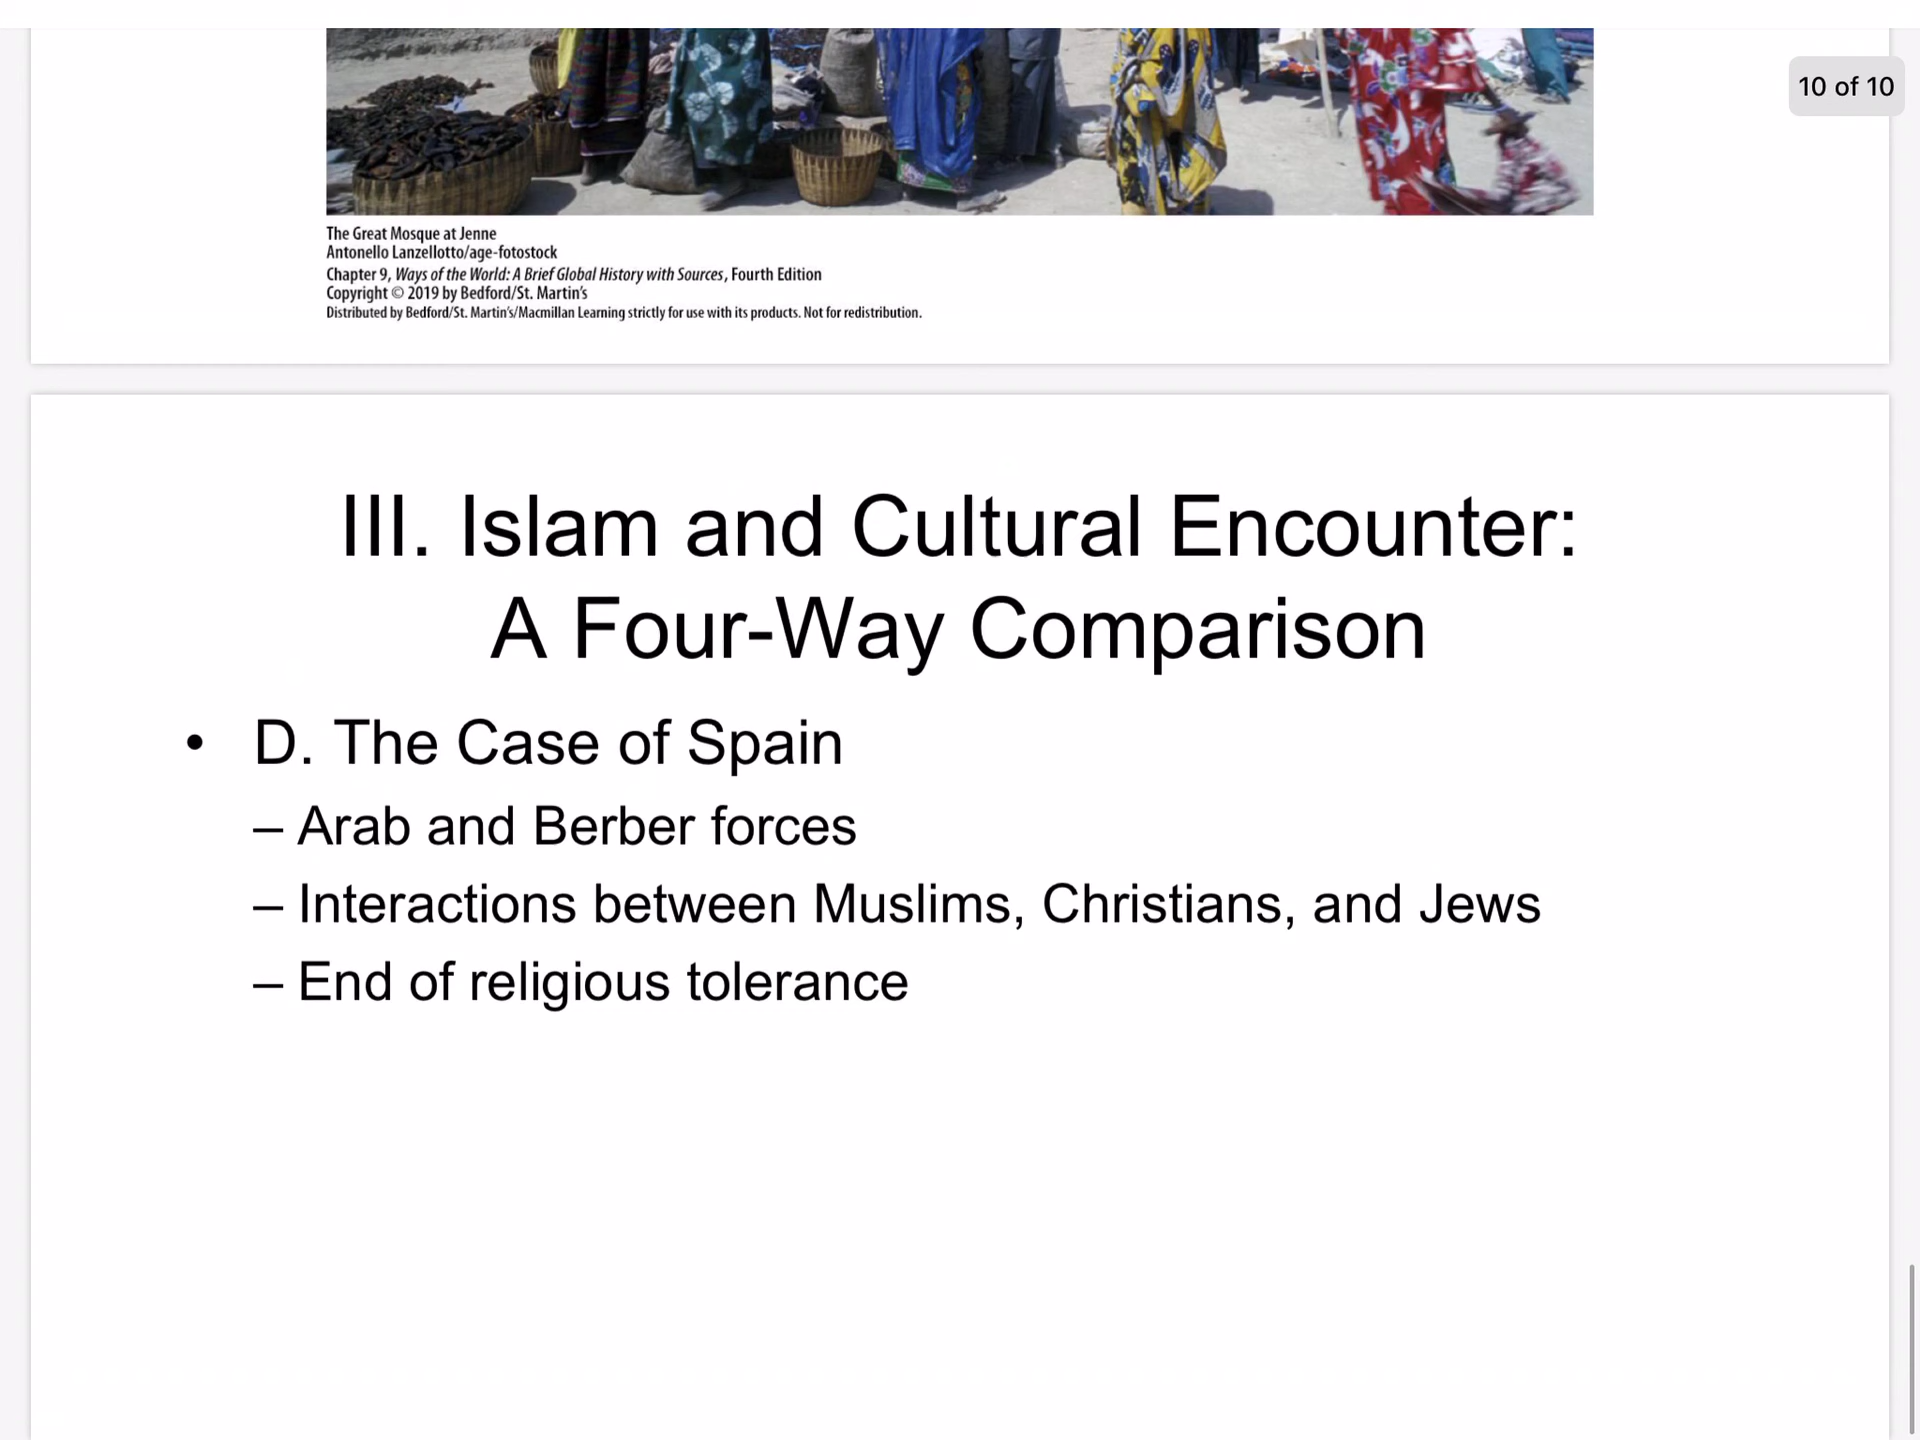 10 of 10
The Great Mosque at Jenne
Antonello Lanzellotto/age-fotostock
Chapter 9, Ways of the World: A Brief Global History with Sources, Fourth Edition
Copyright © 2019 by Bedford/St. Martin's
Distributed by Bedford/St. Martin's/Macmillan Learning strictly for use with its products. Not for redistribution.
III. Islam and Cultural Encounter:
A Four-Way Comparison
• D. The Case of Spain
– Arab and Berber forces
– Interactions between Muslims, Christians, and Jews
– End of religious tolerance